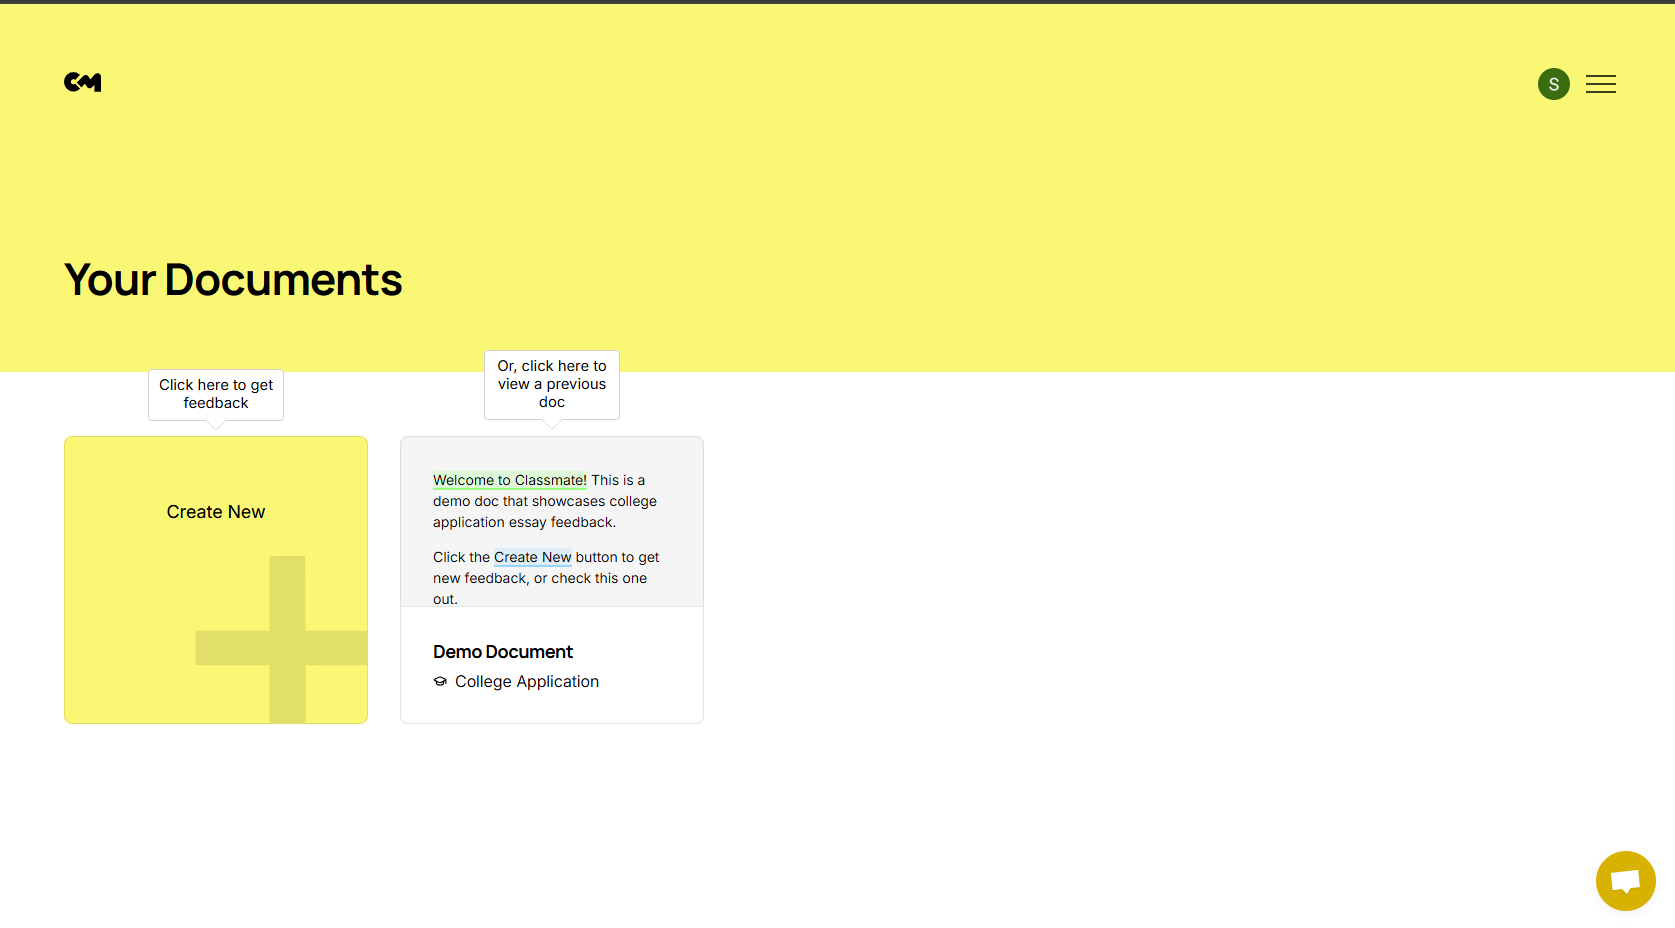 CM
S
Your Documents
Click here to get
feedback
Or, click here to
view a previous
doc
Create New
Welcome to Classmate! This is a
demo doc that showcases college
application essay feedback.
Click the Create New button to get
new feedback, or check this one
out.
Demo Document
College Application